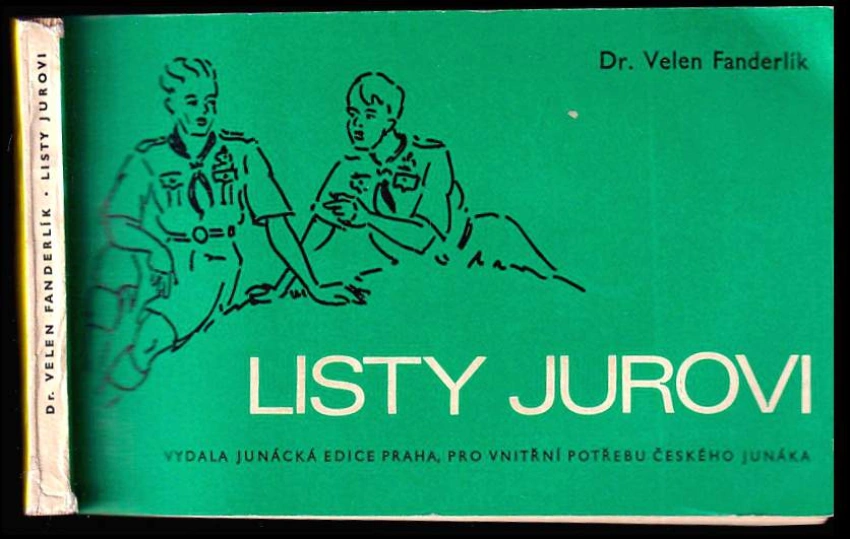 Dr. VELEN FANDERLÍK · LISTY JUROVI
Dr. Velen Fanderlík
LISTY JUROVI
VYDALA JUNÁCKÁ EDICE PRAHA, PRO VNITŘNÍ POTŘEBU ČESKÉHO JUNÁKA